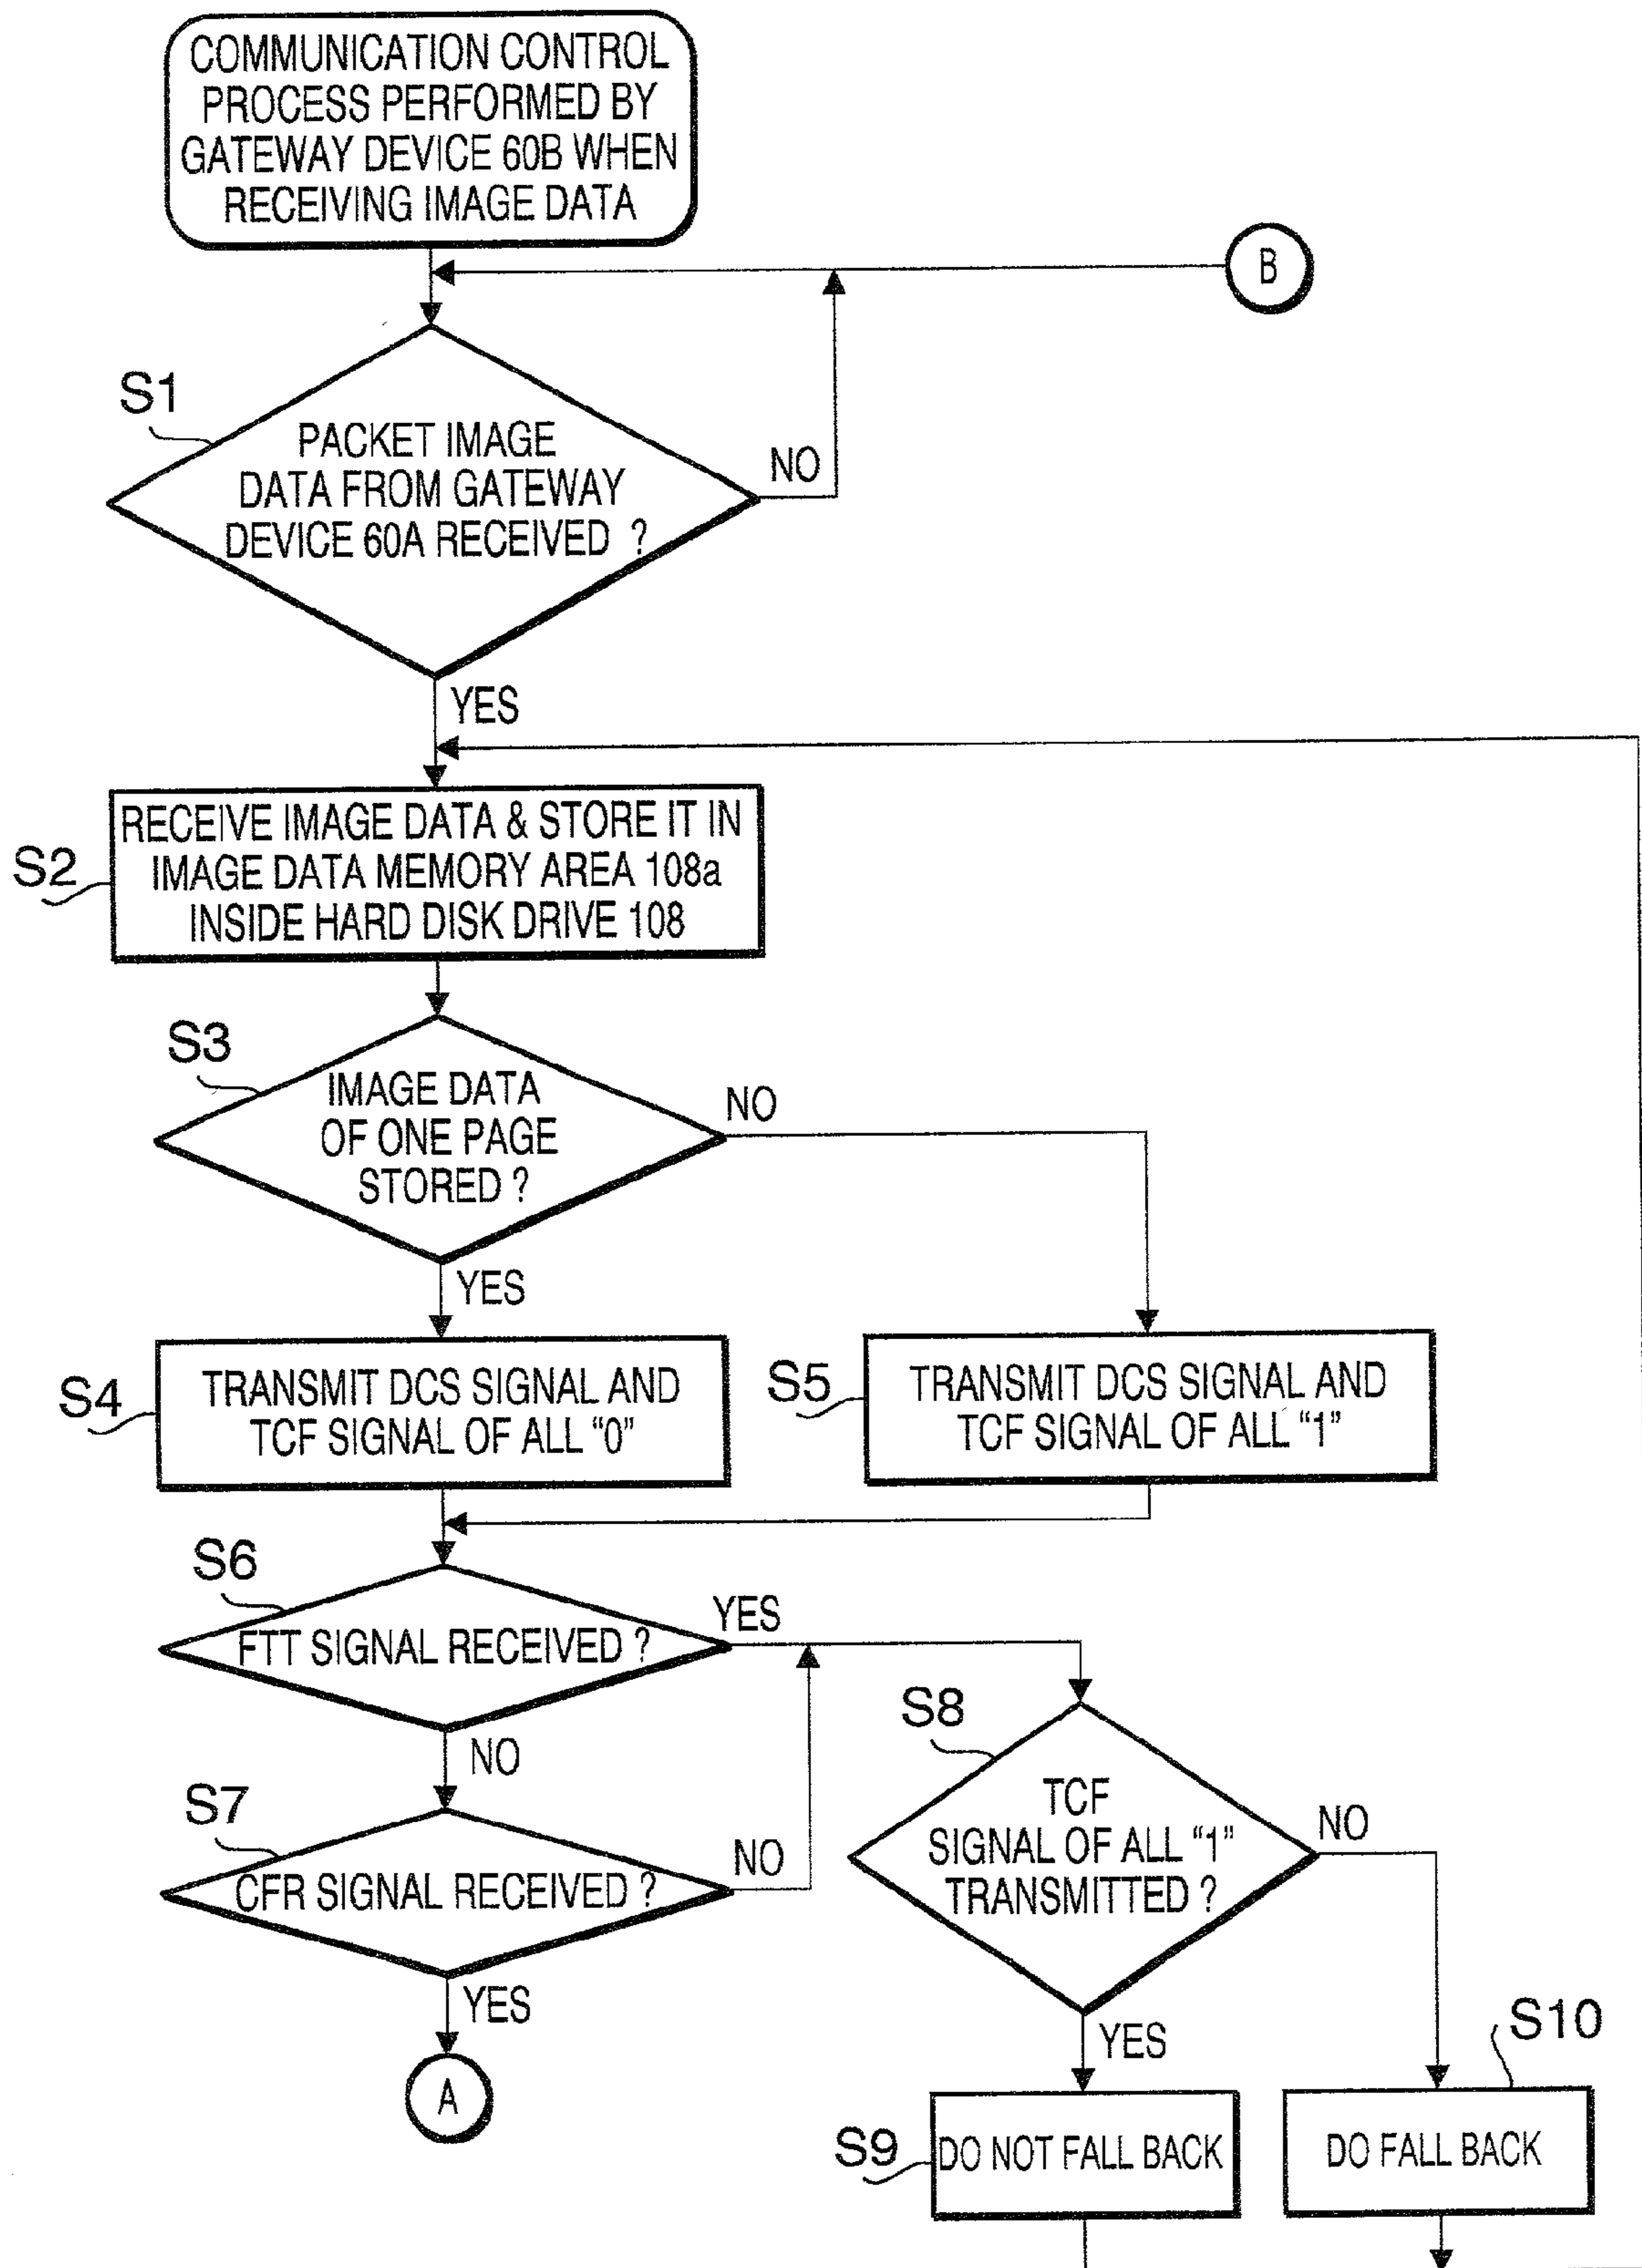 COMMUNICATION CONTROL
PROCESS PERFORMED BY
GATEWAY DEVICE 60B WHEN
RECEIVING IMAGE DATA
B
S1
PACKET IMAGE
DATA FROM GATEWAY
DEVICE 60A RECEIVED ?
NO
YES
S2
RECEIVE IMAGE DATA & STORE IT IN
IMAGE DATA MEMORY AREA 108a
INSIDE HARD DISK DRIVE 108
S3
IMAGE DATA
OF ONE PAGE
STORED ?
NO
YES
S4
TRANSMIT DCS SIGNAL AND
TCF SIGNAL OF ALL “0”
S5
TRANSMIT DCS SIGNAL AND
TCF SIGNAL OF ALL “1”
S6
FTT SIGNAL RECEIVED ?
YES
NO
S7
CFR SIGNAL RECEIVED ?
NO
YES
A
S8
TCF
SIGNAL OF ALL “1”
TRANSMITTED ?
NO
YES
S9
DO NOT FALL BACK
S10
DO FALL BACK